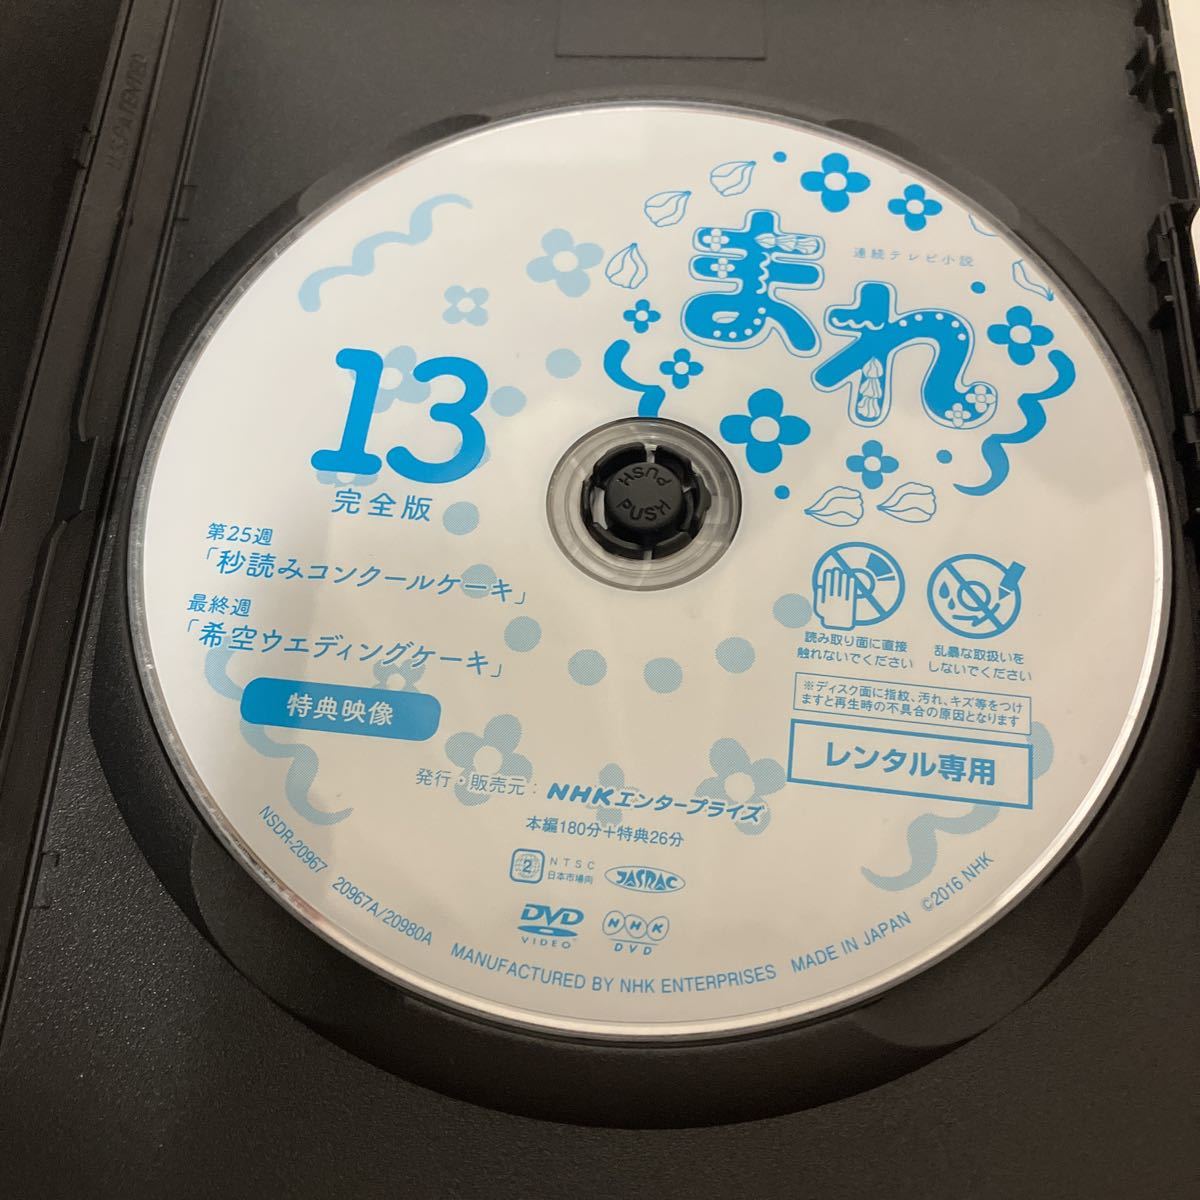 連続テレビ小説
まれ
13
完全版
第25週
「秒読みコンクールケーキ」
最終週
「希空ウエディングケーキ」
特典映像
PUSH
PUSH
読み取り面に直接
触れないでください
乱暴な取扱いを
しないでください
※ディスク面に指紋、汚れ、キズ等をつけ
ますと再生時の不具合の原因となります
レンタル専用
発行・販売元：NHKエンタープライズ
本編180分＋特典26分
2
NTSC
日本市場向
JASRAC
DVD
VIDEO
NHK
DVD
NSDR-20967 20967A/20980A MANUFACTURED BY NHK ENTERPRISES MADE IN JAPAN ©2016 NHK